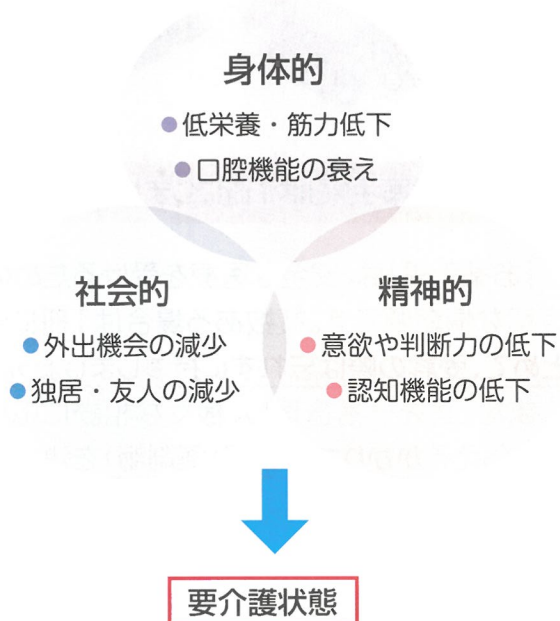 身体的
●低栄養・筋力低下
●口腔機能の衰え
社会的
●外出機会の減少
●独居・友人の減少
精神的
●意欲や判断力の低下
●認知機能の低下
要介護状態